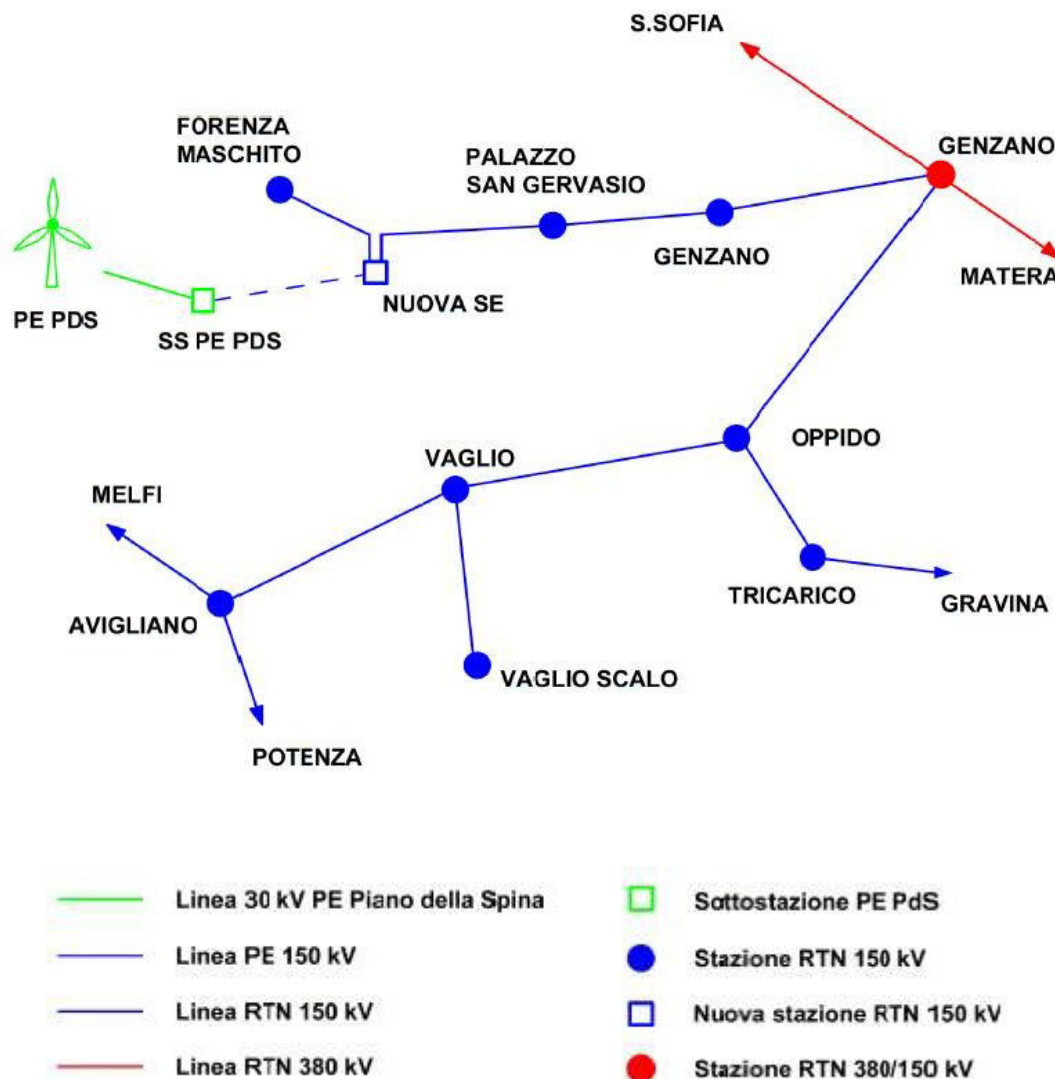 S.SOFIA
FORENZA
MASCHITO
PALAZZO
SAN GERVASIO
GENZANO
GENZANO
MATERA
PE PDS
SS PE PDS
NUOVA SE
OPPIDO
VAGLIO
MELFI
TRICARICO
GRAVINA
AVIGLIANO
VAGLIO SCALO
POTENZA
Linea 30 kV PE Piano della Spina
Linea PE 150 kV
Linea RTN 150 kV
Linea RTN 380 kV
Sottostazione PE PdS
Stazione RTN 150 kV
Nuova stazione RTN 150 kV
Stazione RTN 380/150 kV